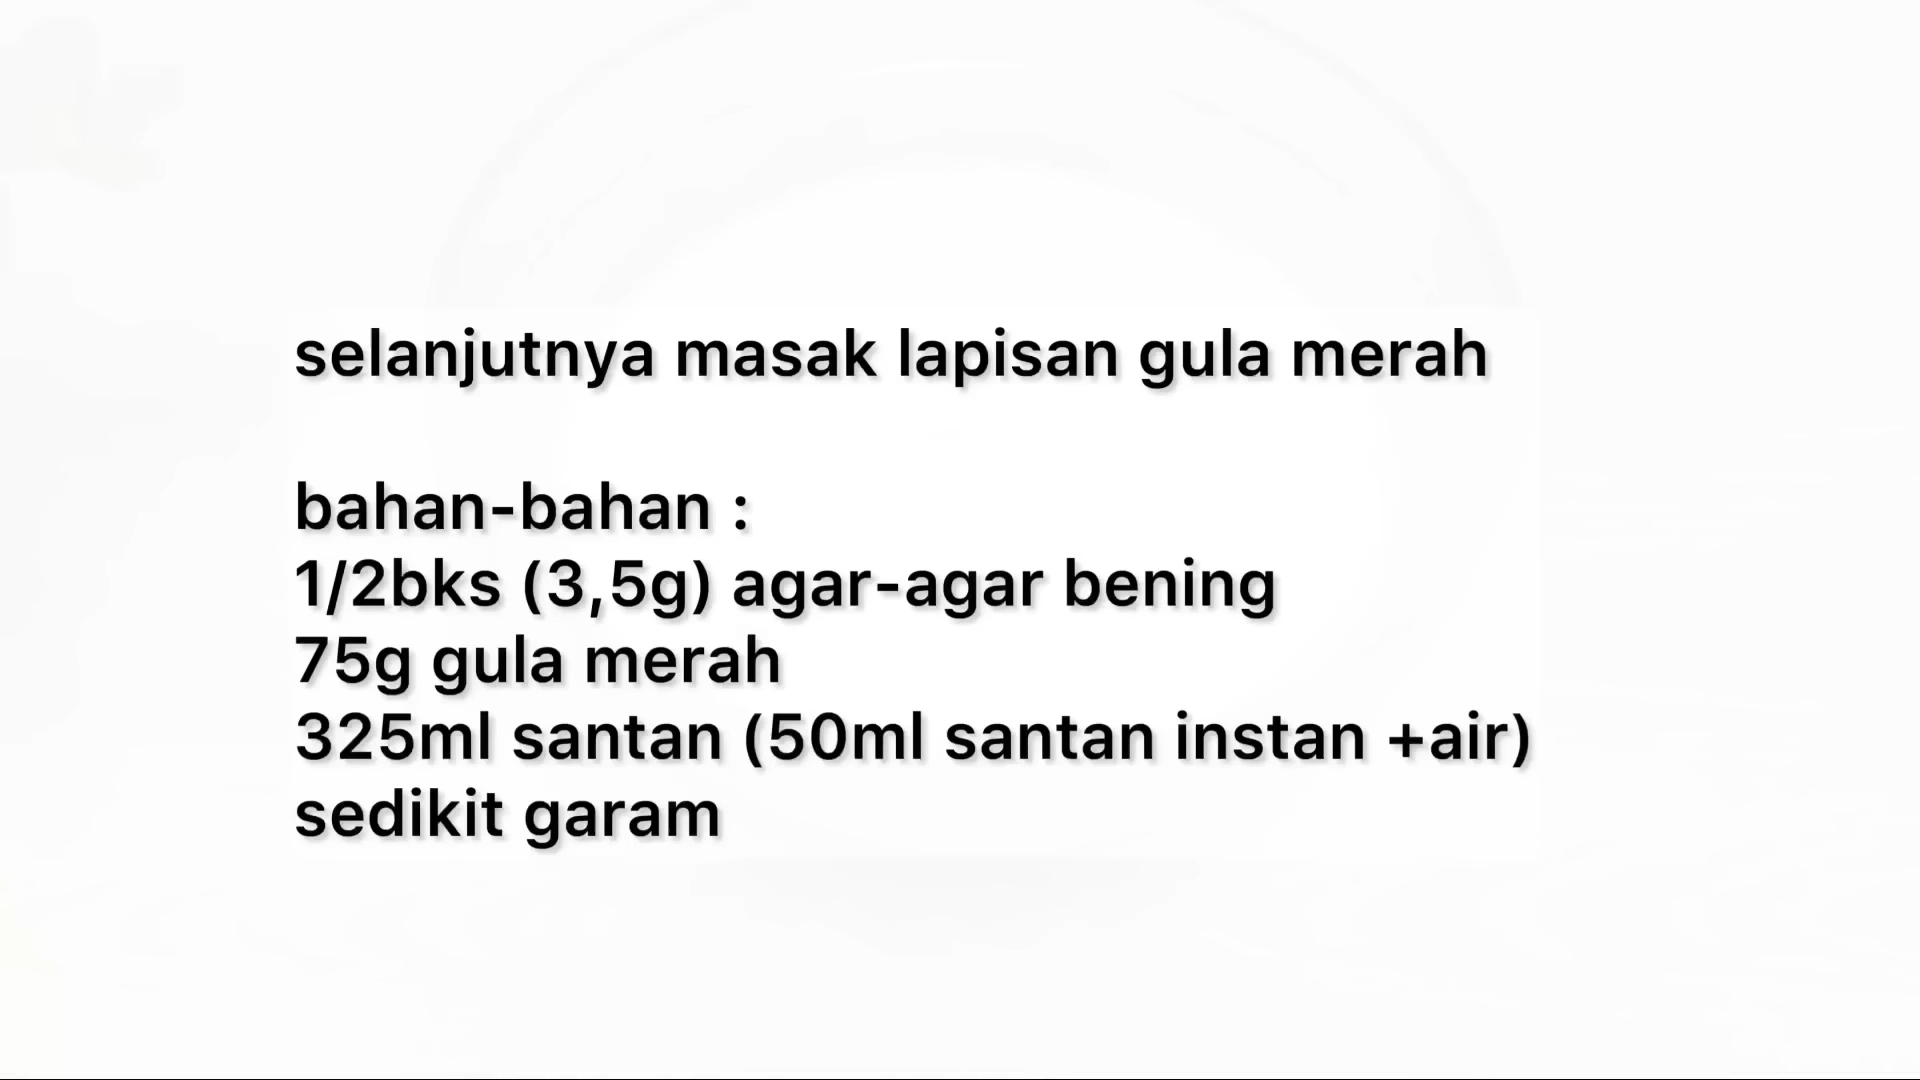 selanjutnya masak lapisan gula merah
bahan-bahan :
1/2bks (3,5g) agar-agar bening
75g gula merah
325ml santan (50ml santan instan +air)
sedikit garam